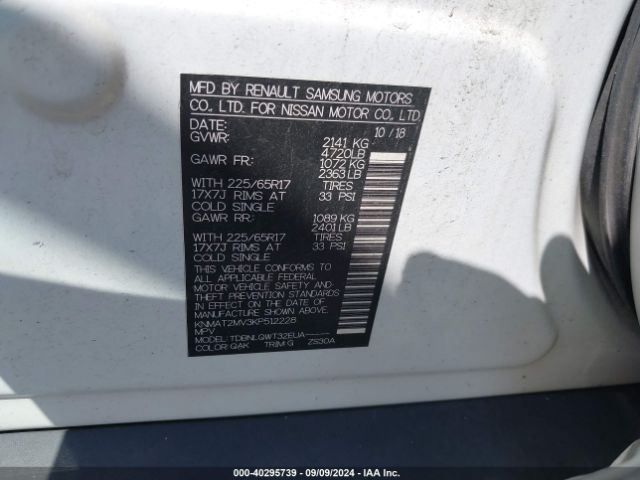 MFD BY RENAULT SAMSUNG MOTORS
CO., LTD. FOR NISSAN MOTOR CO., LTD
DATE: 10 / 18
GVWR: 2141 KG
4720LB
GAWR FR: 1072 KG
2363 LB
WITH 225/65R17 TIRES
17X7J RIMS AT 33 PSI
COLD SINGLE
GAWR RR: 1089 KG
2401 LB
WITH 225/65R17 TIRES
17X7J RIMS AT 33 PSI
COLD SINGLE
THIS VEHICLE CONFORMS TO
ALL APPLICABLE FEDERAL
MOTOR VEHICLE SAFETY AND
THEFT PREVENTION STANDARDS
IN EFFECT ON THE DATE OF
MANUFACTURE SHOWN ABOVE.
KNMAT2MV3KP512228
MPV
MODEL: TDBNLQWT32EUA
COLOR: QAK TRIM: G ZS30A
000-40295739 - 09/09/2024 - IAA Inc.